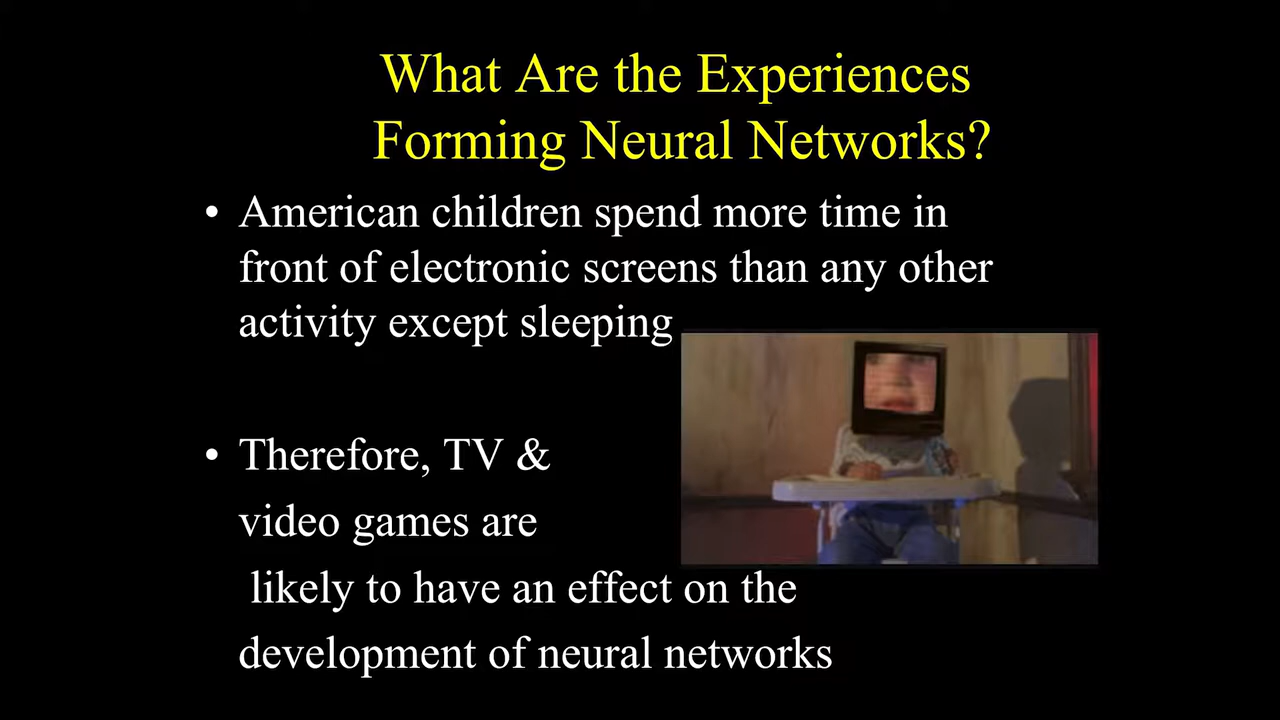 What Are the Experiences
Forming Neural Networks?
• American children spend more time in
front of electronic screens than any other
activity except sleeping
• Therefore, TV &
video games are
likely to have an effect on the
development of neural networks